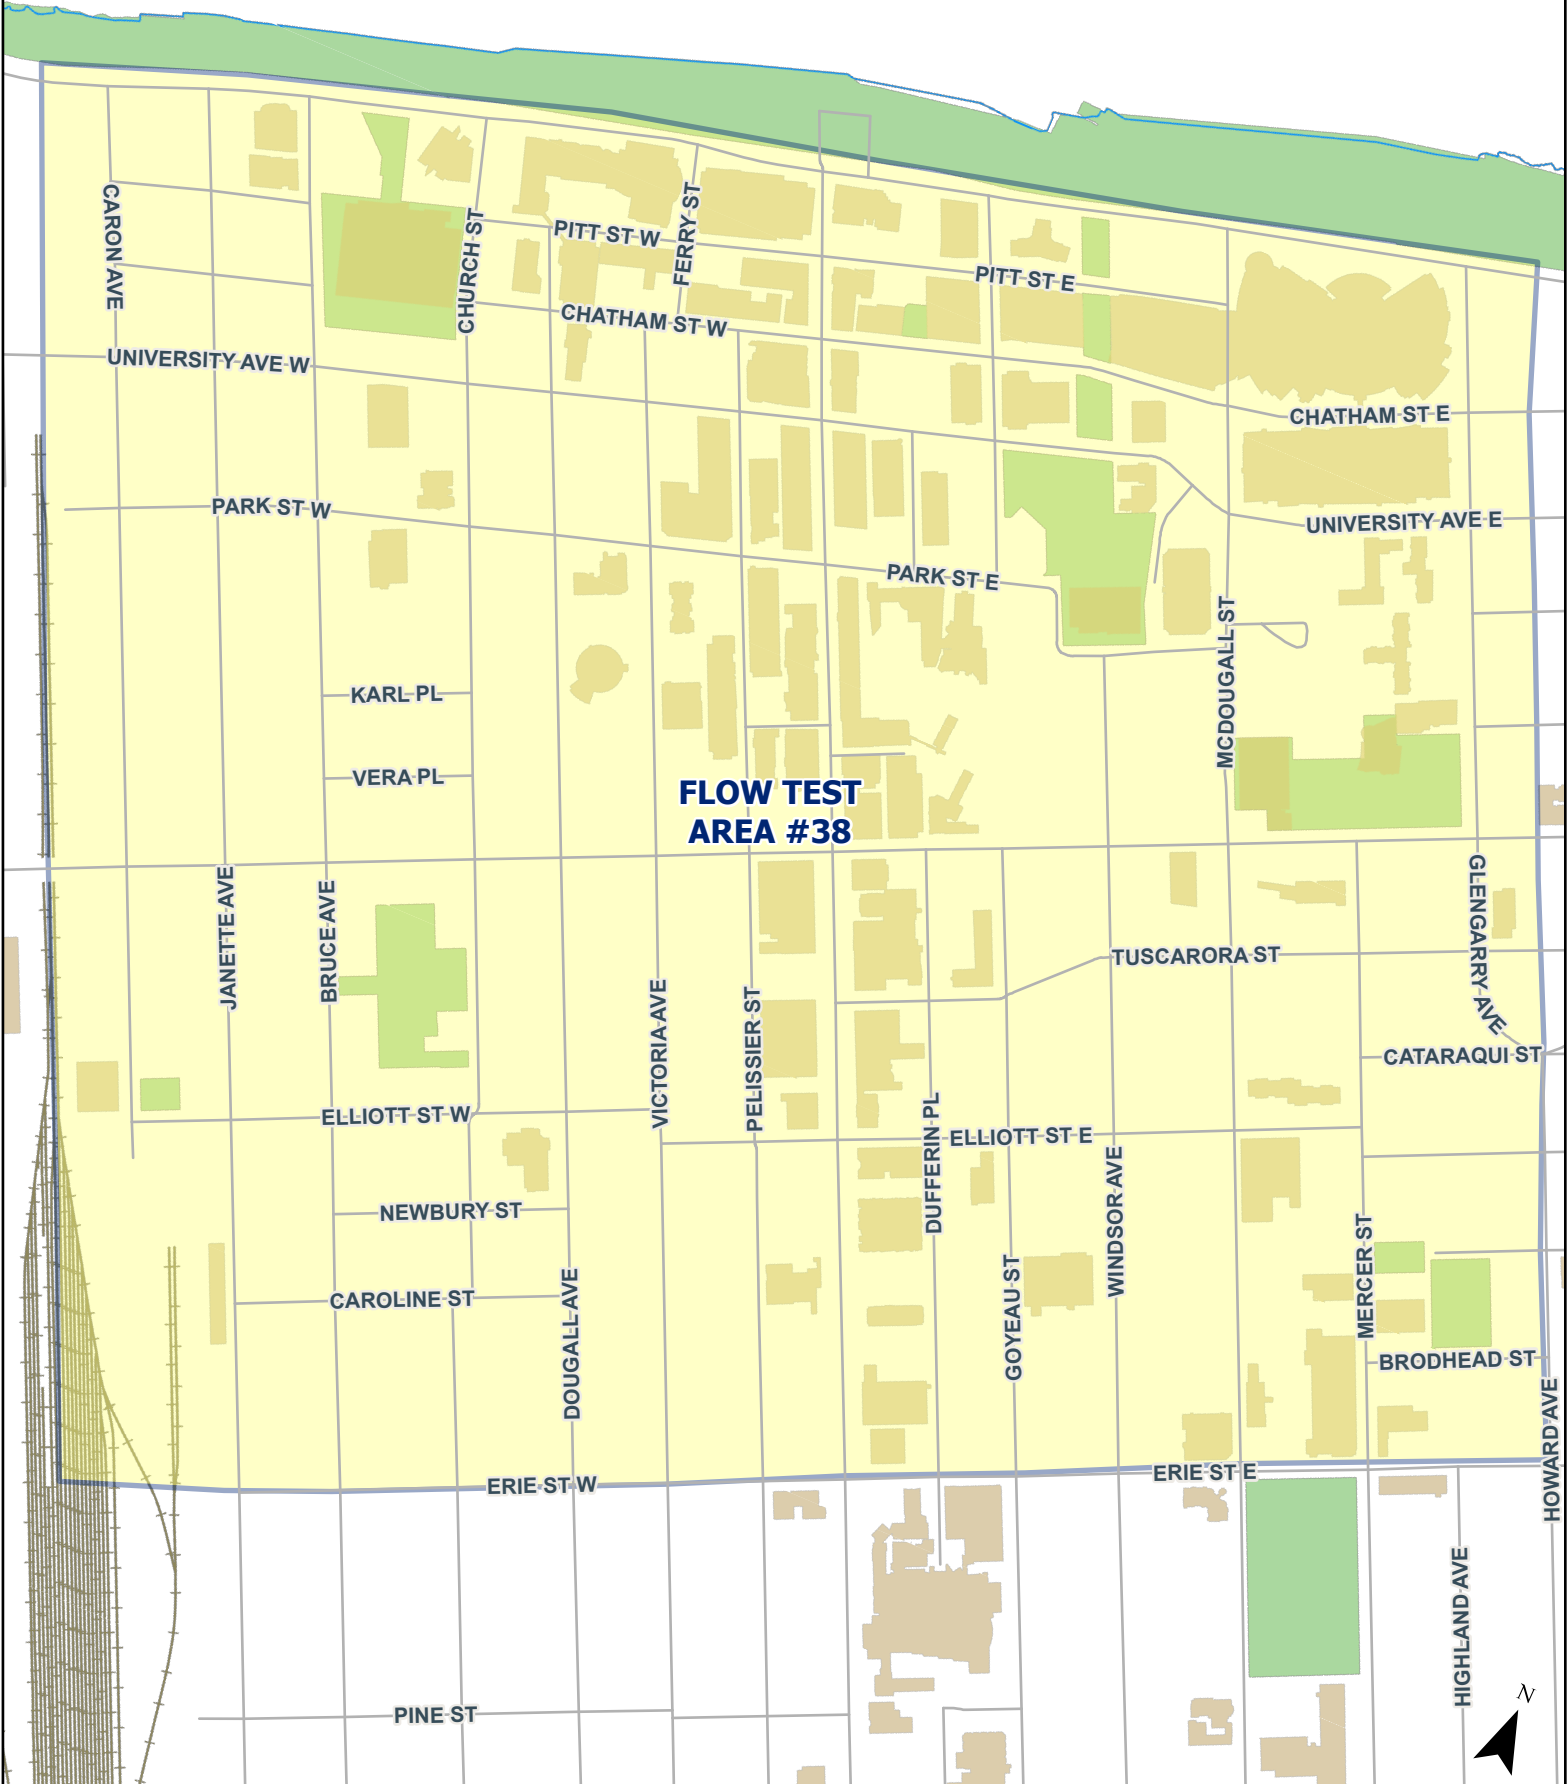 CARON AVE
CHURCH ST
FERRY ST
PITT ST W
PITT ST E
CHATHAM ST W
UNIVERSITY AVE W
CHATHAM ST E
PARK ST W
UNIVERSITY AVE E
PARK ST E
MCDOUGALL ST
KARL PL
VERA PL
FLOW TEST
AREA #38
JANETTE AVE
BRUCE AVE
GLENGARRY AVE
TUSCARORA ST
VICTORIA AVE
PELISSIER ST
CATARAQUI ST
ELLIOTT ST W
DUFFERIN PL
ELLIOTT ST E
WINDSOR AVE
NEWBURY ST
MERCER ST
CAROLINE ST
DOUGALL AVE
GOYEAU ST
BRODHEAD ST
HOWARD AVE
ERIE ST W
ERIE ST E
HIGHLAND AVE
PINE ST
N